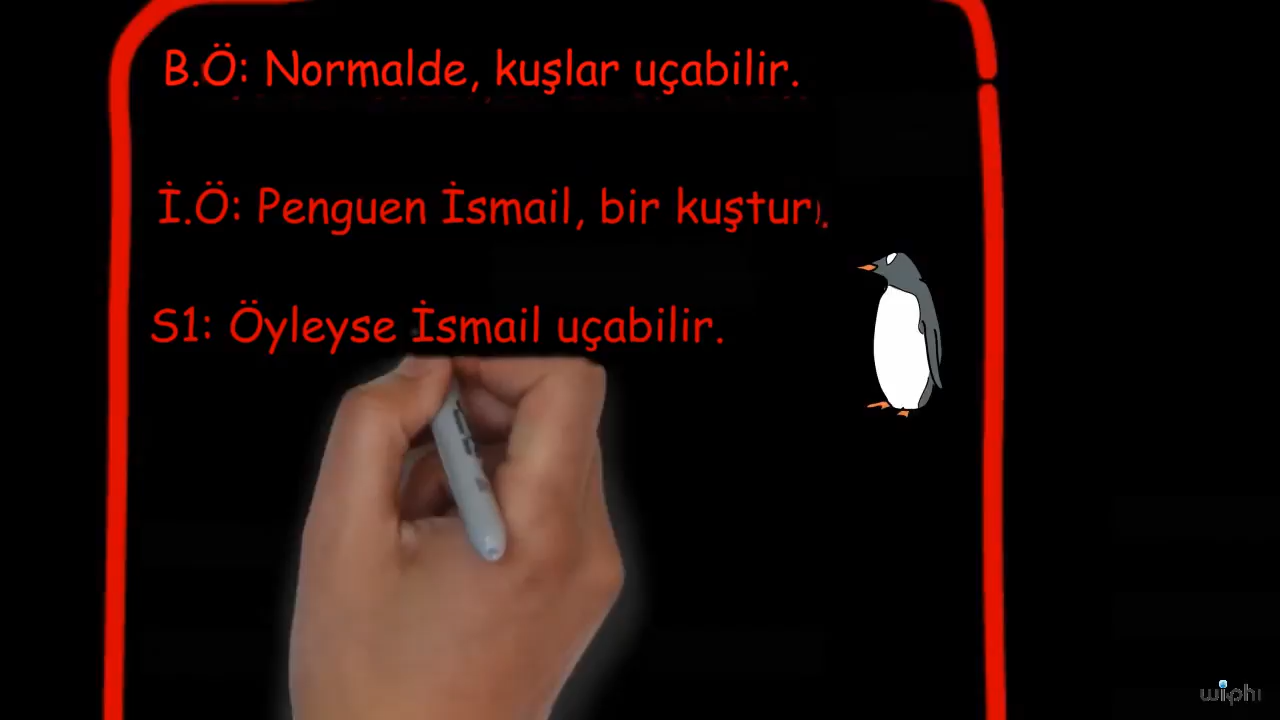 B.Ö: Normalde, kuşlar uçabilir.
İ.Ö: Penguen İsmail, bir kuştur.
S1: Öyleyse İsmail uçabilir.
wiphi